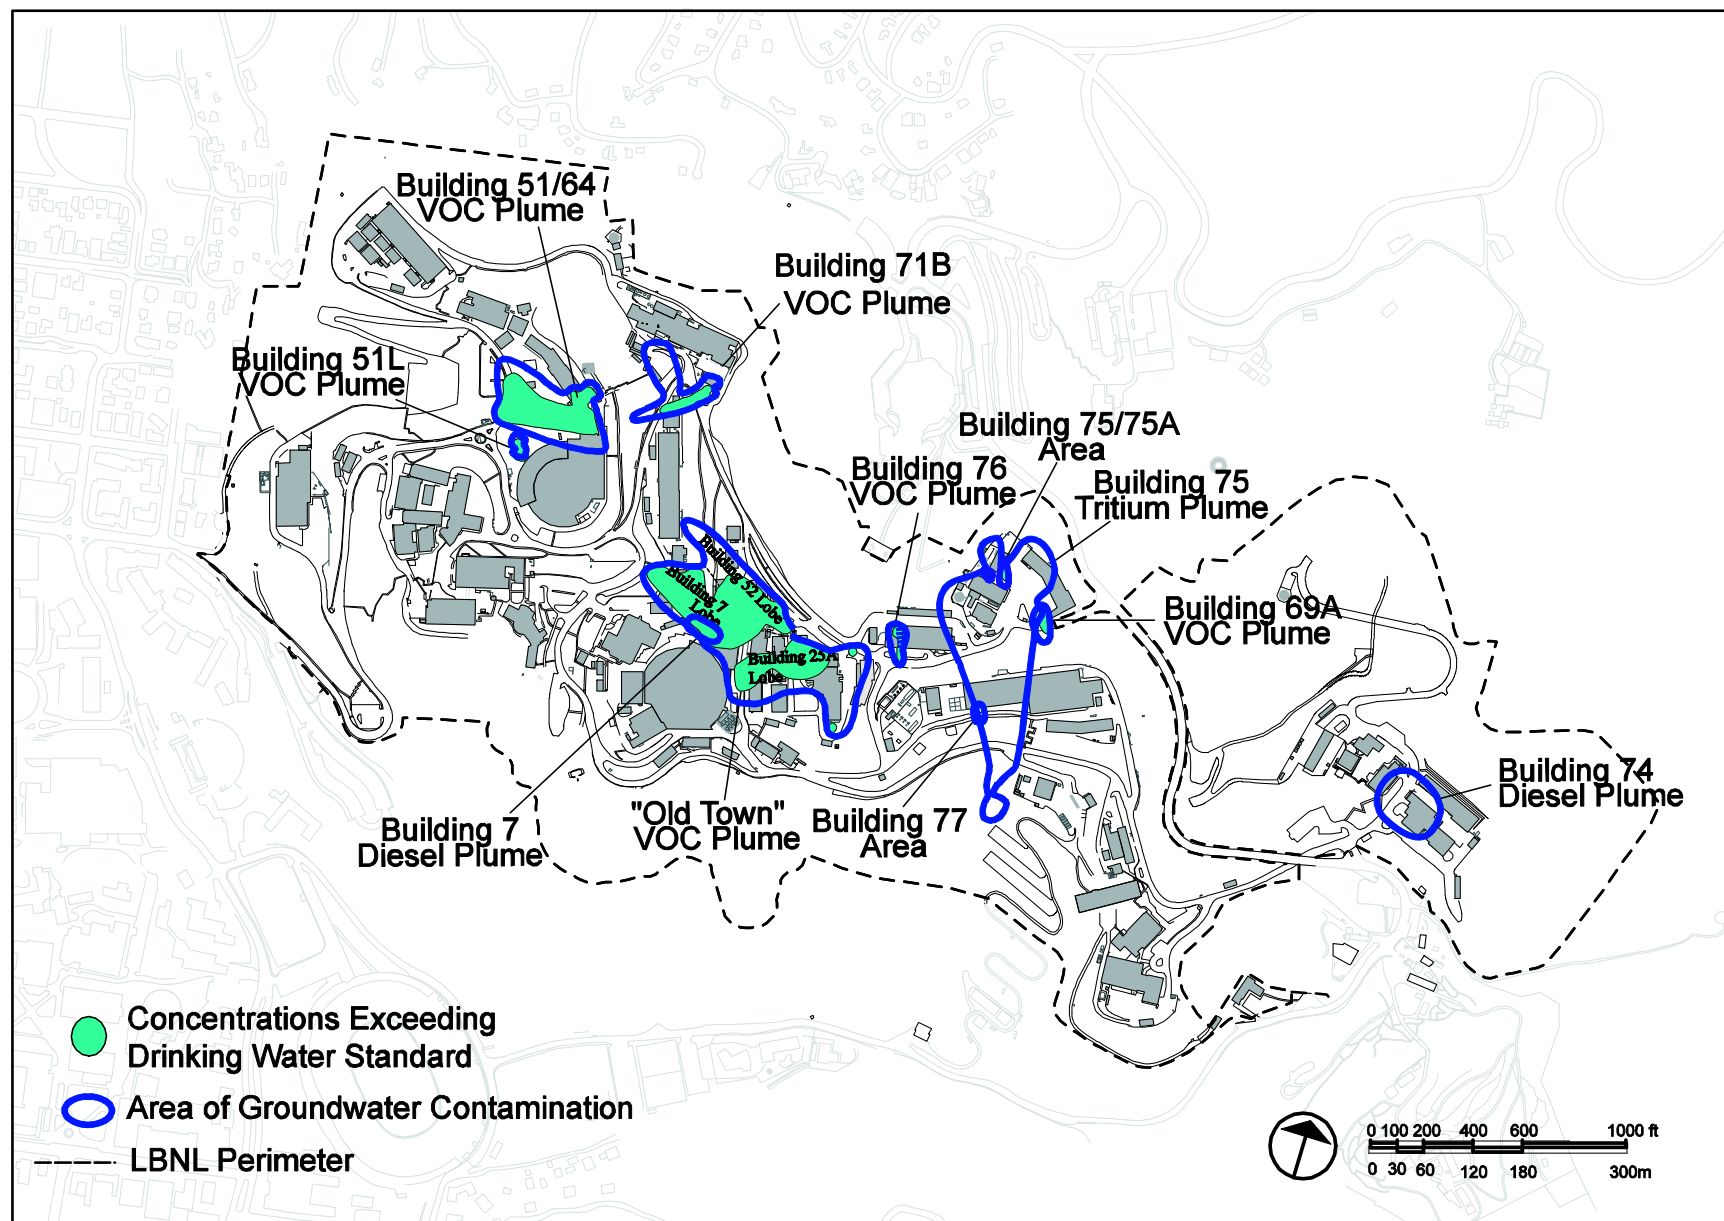 Building 51/64
VOC Plume
Building 71B
VOC Plume
Building 51L
VOC Plume
Building 75/75A
Area
Building 76
VOC Plume
Building 75
Tritium Plume
Building 52 Lobe
Building 7
Lobe
Building 69A
VOC Plume
Building 25A
Lobe
Building 74
Diesel Plume
"Old Town"
VOC Plume
Building 77
Area
Building 7
Diesel Plume
Concentrations Exceeding
Drinking Water Standard
Area of Groundwater Contamination
LBNL Perimeter
0 100 200 400 600 1000 ft
0 30 60 120 180 300m